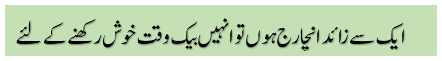 ایک سے زائد انچارج ہوں تو انہیں بیک وقت خوش رکھنے کے لئے